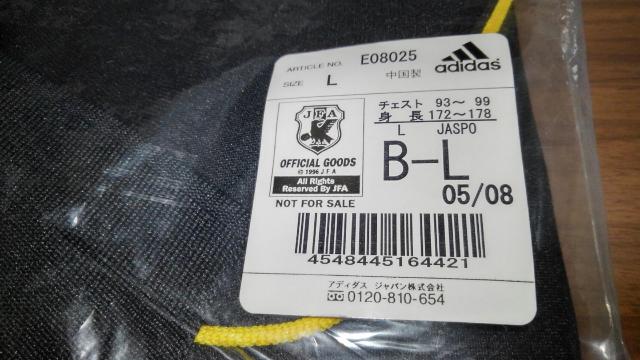 ARTICLE NO. E08025
adidas
SIZE L 中国製
JFA
OFFICIAL GOODS
© 1996 JFA
All Rights
Reserved By JFA
NOT FOR SALE
チェスト 93〜 99
身 長 172〜178
L JASPO
B-L
05/08
4548445164421
アディダス ジャパン株式会社
0120-810-654